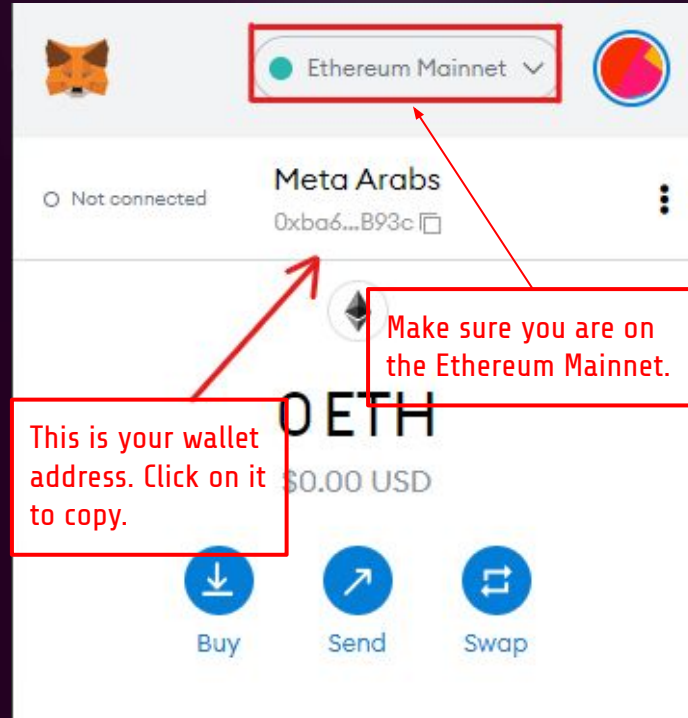 Ethereum Mainnet
Not connected
Meta Arabs
0xba6...B93c
Make sure you are on
the Ethereum Mainnet.
0 ETH
This is your wallet
address. Click on it
to copy.
$0.00 USD
Buy
Send
Swap